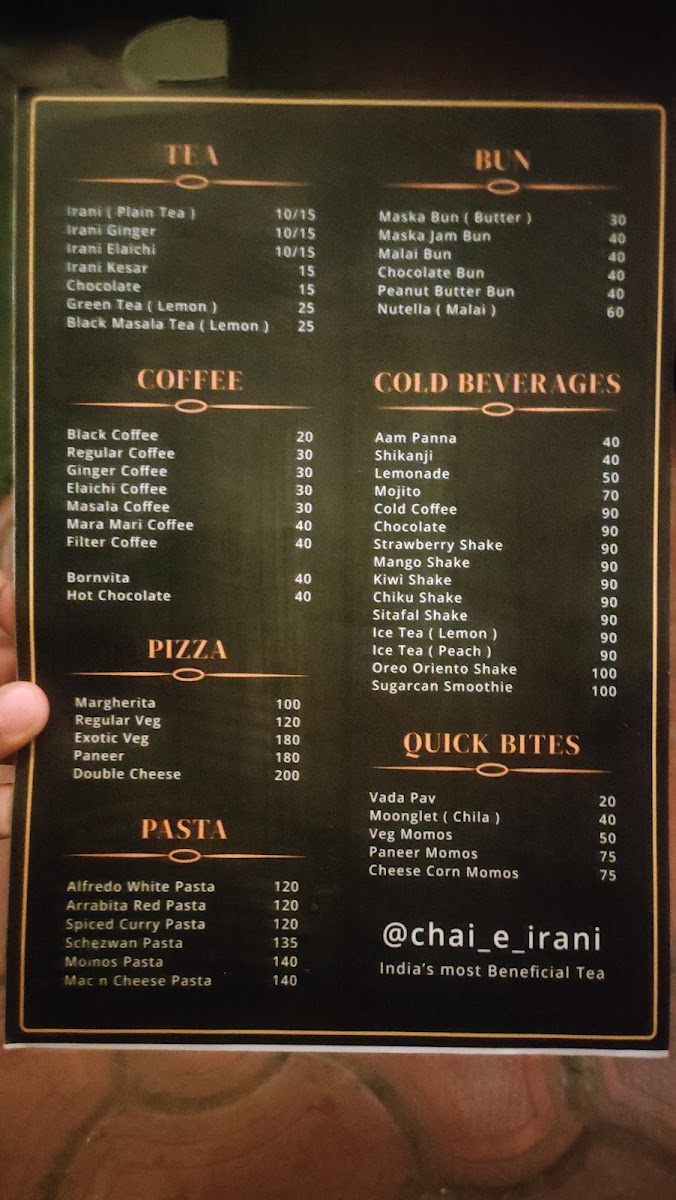 TEA
Irani ( Plain Tea ) 10/15
Irani Ginger 10/15
Irani Elaichi 10/15
Irani Kesar 15
Chocolate 15
Green Tea ( Lemon ) 25
Black Masala Tea ( Lemon ) 25
COFFEE
Black Coffee 20
Regular Coffee 30
Ginger Coffee 30
Elaichi Coffee 30
Masala Coffee 30
Mara Mari Coffee 40
Filter Coffee 40
Bornvita 40
Hot Chocolate 40
PIZZA
Margherita 100
Regular Veg 120
Exotic Veg 180
Paneer 180
Double Cheese 200
PASTA
Alfredo White Pasta 120
Arrabita Red Pasta 120
Spiced Curry Pasta 120
Schezwan Pasta 135
Momos Pasta 140
Mac n Cheese Pasta 140
BUN
Maska Bun ( Butter ) 30
Maska Jam Bun 40
Malai Bun 40
Chocolate Bun 40
Peanut Butter Bun 40
Nutella ( Malai ) 60
COLD BEVERAGES
Aam Panna 40
Shikanji 40
Lemonade 50
Mojito 70
Cold Coffee 90
Chocolate 90
Strawberry Shake 90
Mango Shake 90
Kiwi Shake 90
Chiku Shake 90
Sitafal Shake 90
Ice Tea ( Lemon ) 90
Ice Tea ( Peach ) 90
Oreo Oriento Shake 100
Sugarcan Smoothie 100
QUICK BITES
Vada Pav 20
Moonglet ( Chila ) 40
Veg Momos 50
Paneer Momos 75
Cheese Corn Momos 75
@chai_e_irani
India's most Beneficial Tea